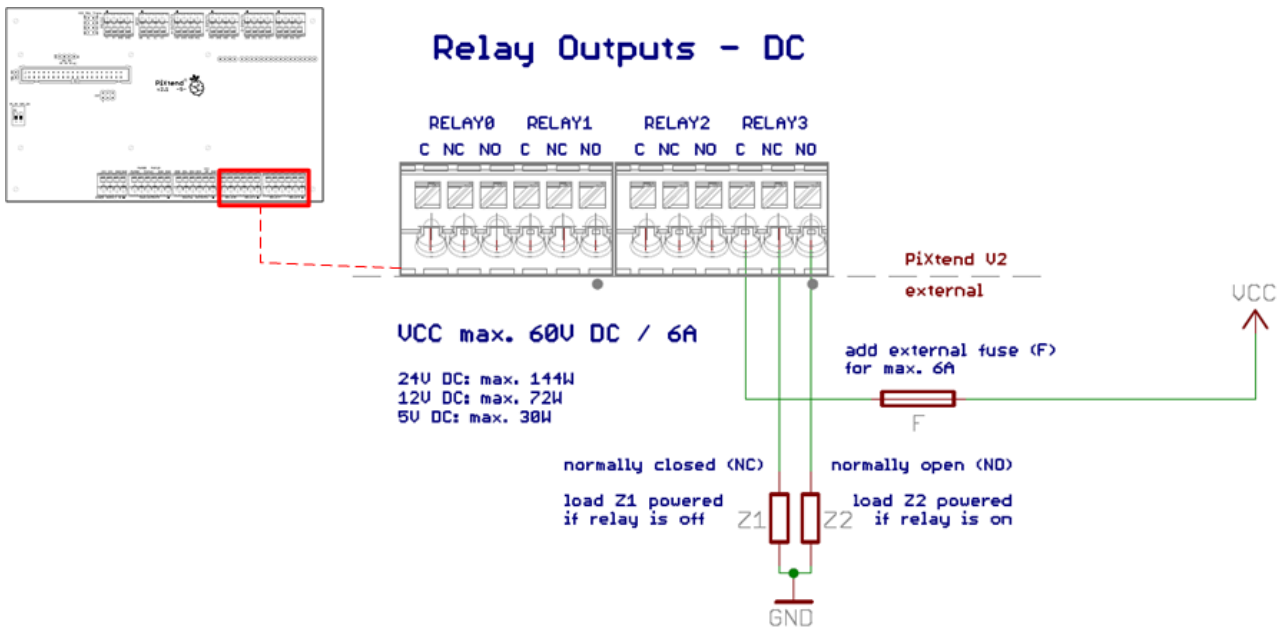 Relay Outputs - DC
PiXtend
RELAY0 RELAY1 RELAY2 RELAY3
C NC NO C NC NO C NC NO C NC NO
PiXtend V2
external
VCC
VCC max. 60V DC / 6A
24V DC: max. 144W
12V DC: max. 72W
5V DC: max. 30W
add external fuse (F)
for max. 6A
F
normally closed (NC)
normally open (NO)
load Z1 powered
if relay is off
Z1
Z2
load Z2 powered
if relay is on
GND